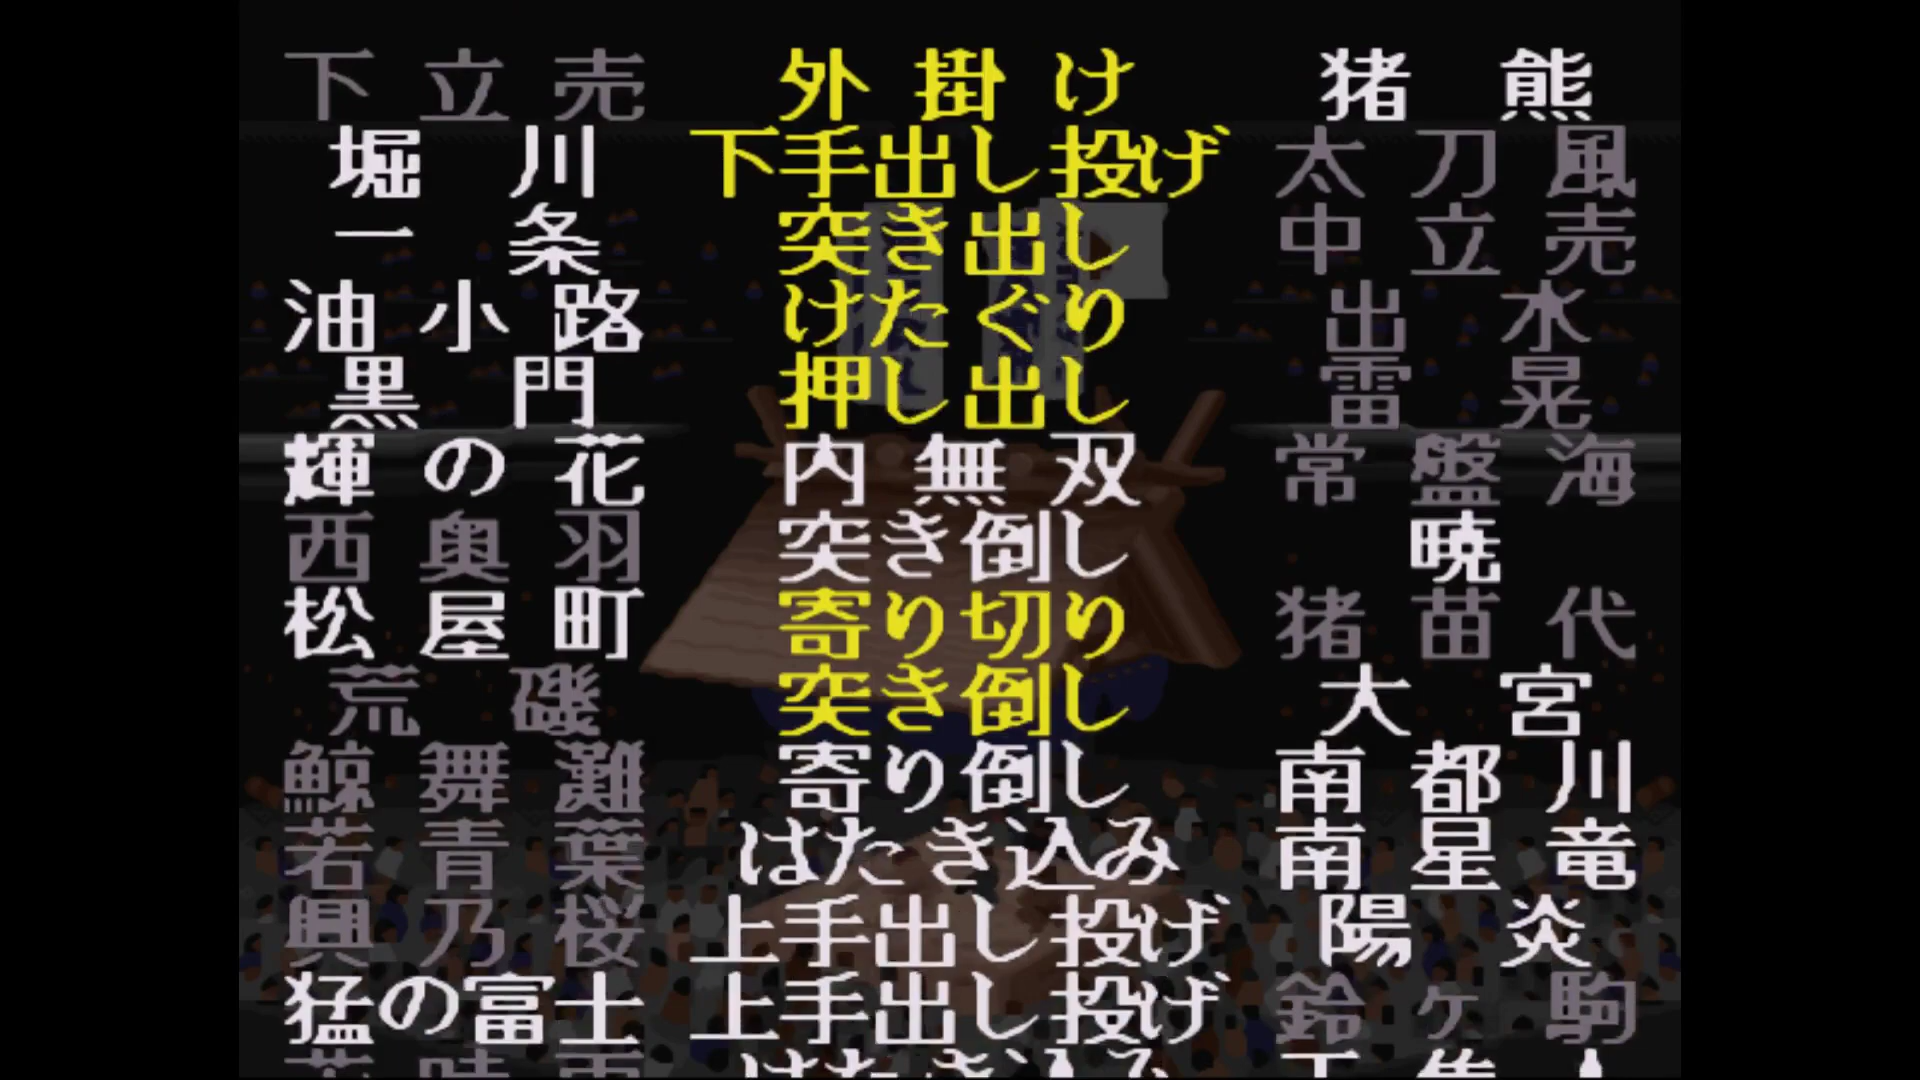 下立売 外掛け 猪熊
堀川 下手出し投げ 太刀風
一条 突き出し 中立売
油小路 けたぐり 出水
黒門 押し出し 雷晃
輝の花 内無双 常盤海
西奥羽 突き倒し 暁
松屋町 寄り切り 猪苗代
荒磯 突き倒し 大宮
鯨舞灘 寄り倒し 南都川
若青葉 はたき込み 南星竜
興乃桜 上手出し投げ 陽炎
猛の富士 上手出し投げ 鈴ヶ駒
はたき込み